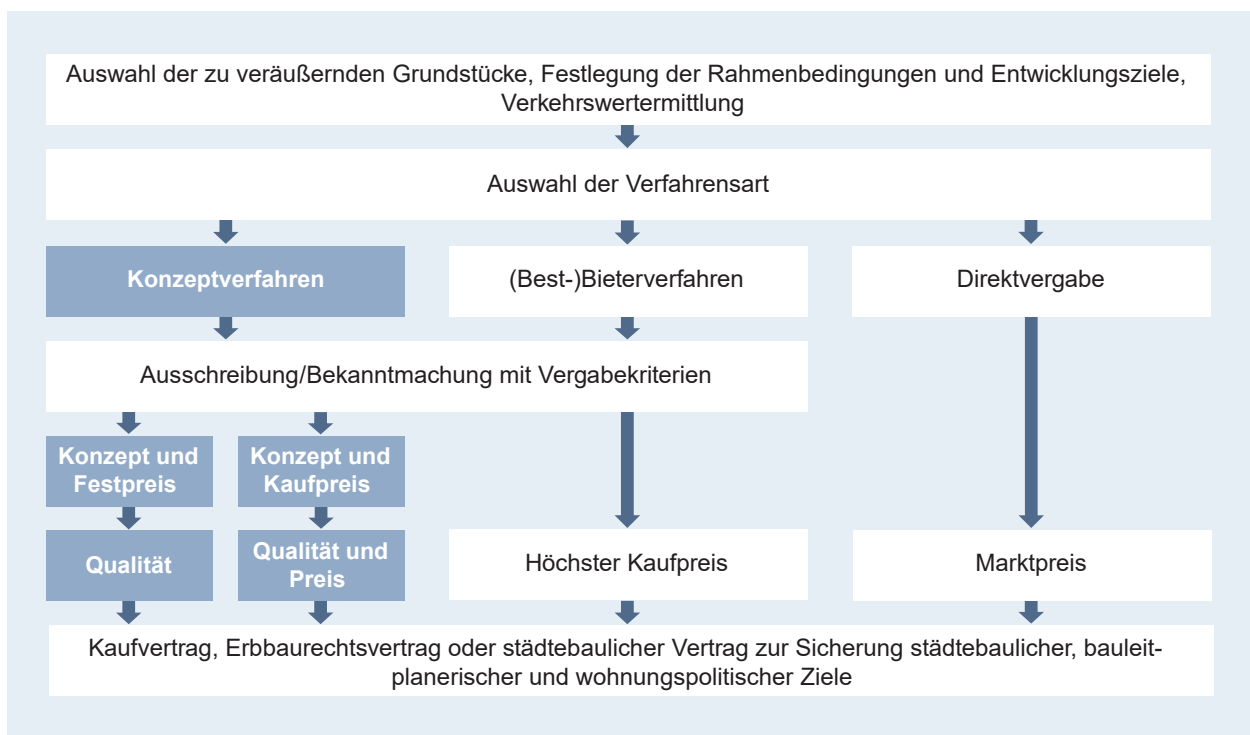 Auswahl der zu veräußernden Grundstücke, Festlegung der Rahmenbedingungen und Entwicklungsziele,
Verkehrswertermittlung
Auswahl der Verfahrensart
Konzeptverfahren
(Best-)Bieterverfahren
Direktvergabe
Ausschreibung/Bekanntmachung mit Vergabekriterien
Konzept und
Festpreis
Konzept und
Kaufpreis
Qualität
Qualität und
Preis
Höchster Kaufpreis
Marktpreis
Kaufvertrag, Erbbaurechtsvertrag oder städtebaulicher Vertrag zur Sicherung städtebaulicher, bauleit-
planerischer und wohnungspolitischer Ziele